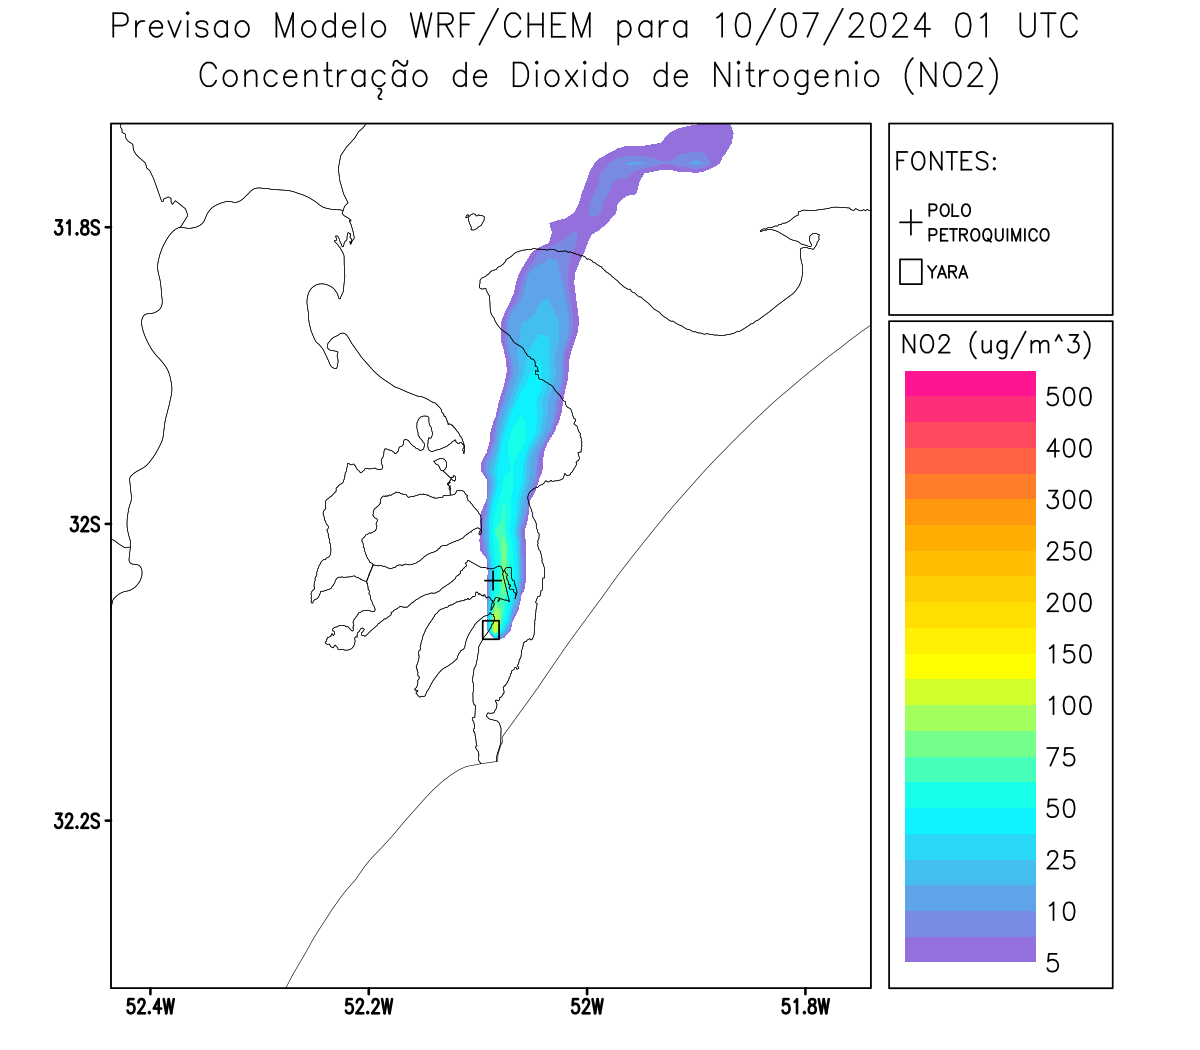 Previsao Modelo WRF/CHEM para 10/07/2024 01 UTC
Concentração de Dioxido de Nitrogenio (NO2)
FONTES:
POLO
PETROQUIMICO
YARA
31.8S
32S
32.2S
52.4W
52.2W
52W
51.8W
NO2 (ug/m^3)
500
400
300
250
200
150
100
75
50
25
10
5